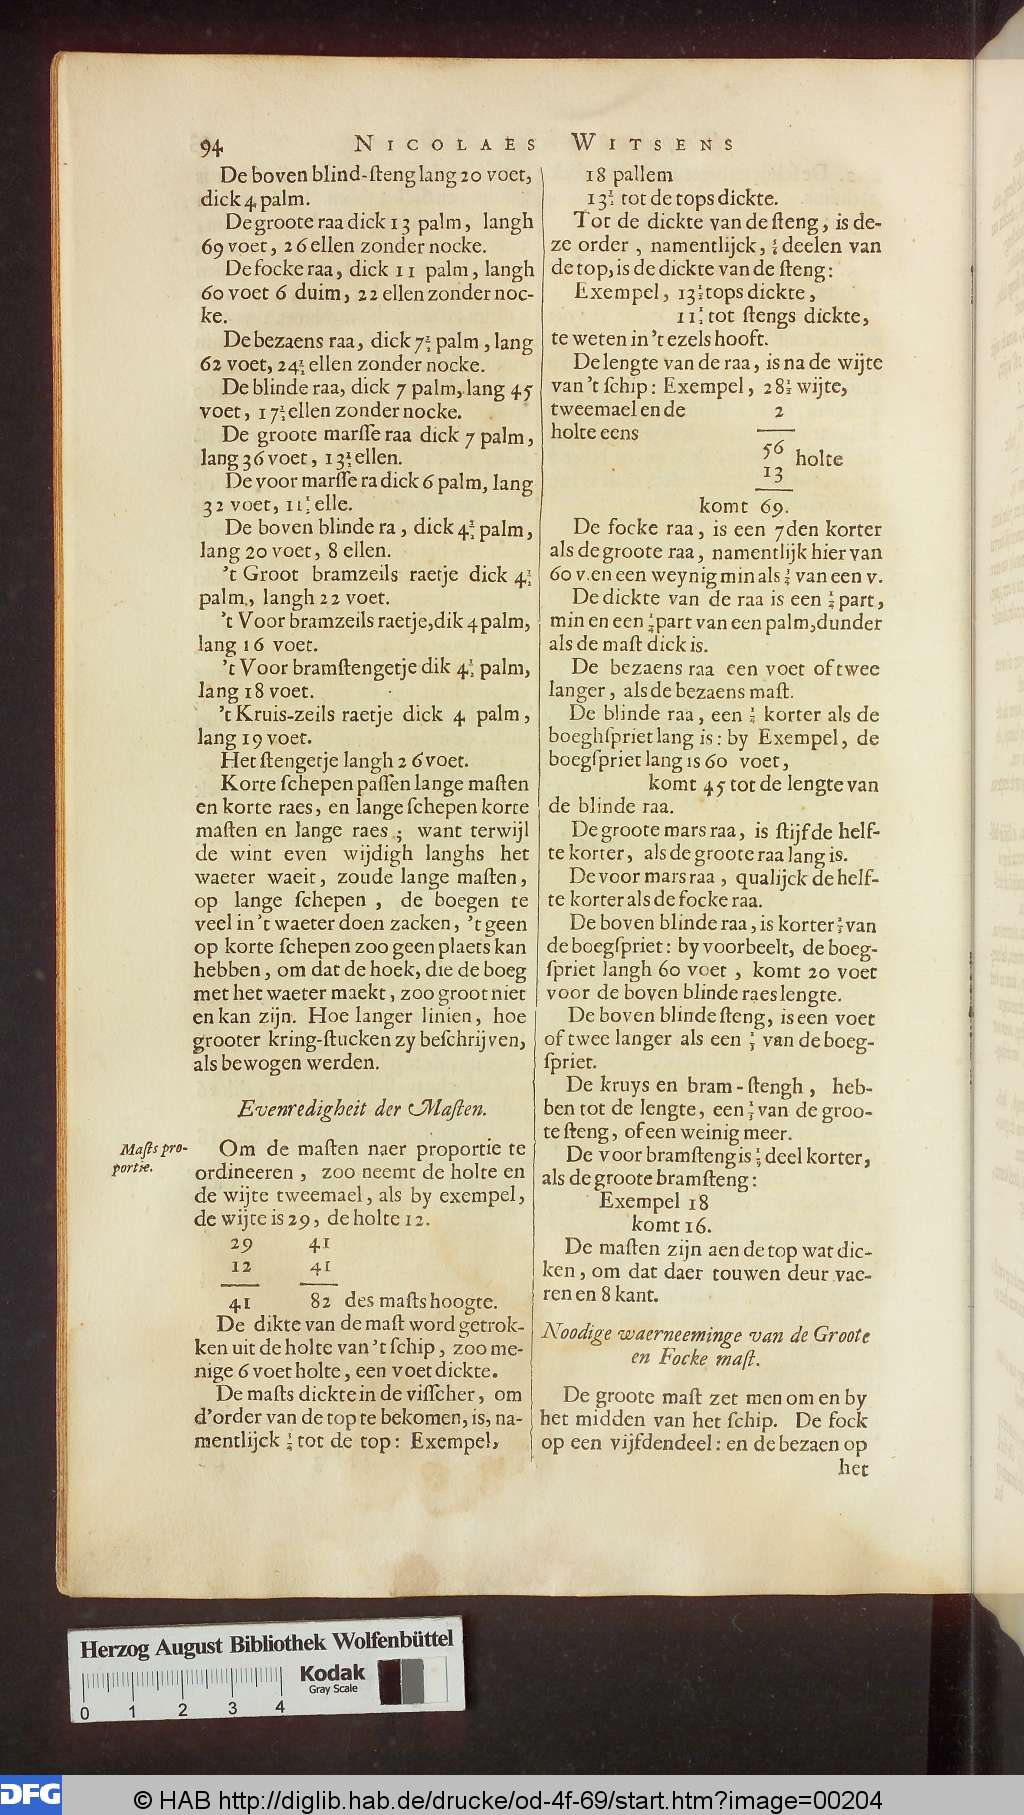 94 NICOLAES WITSENS
De boven blind-ſteng lang 20 voet,
dick 4 palm.
De groote raa dick 13 palm, langh
69 voet, 26 ellen zonder nocke.
De focke raa, dick 11 palm, langh
60 voet 6 duim, 22 ellen zonder noc-
ke.
De bezaens raa, dick 7½ palm, lang
62 voet, 24½ ellen zonder nocke.
De blinde raa, dick 7 palm, lang 45
voet, 17½ ellen zonder nocke.
De groote marſſe raa dick 7 palm,
lang 36 voet, 13½ ellen.
De voor marſſe ra dick 6 palm, lang
32 voet, 11½ elle.
De boven blinde ra, dick 4½ palm,
lang 20 voet, 8 ellen.
't Groot bramzeils raetje dick 4½
palm, langh 22 voet.
't Voor bramzeils raetje, dik 4 palm,
lang 16 voet.
't Voor bramſtengetje dik 4½ palm,
lang 18 voet.
't Kruis-zeils raetje dick 4 palm,
lang 19 voet.
Het ſtengetje langh 26 voet.
Korte ſchepen paſſen lange maſten
en korte raes, en lange ſchepen korte
maſten en lange raes; want terwijl
de wint even wijdigh langhs het
waeter waeit, zoude lange maſten,
op lange ſchepen, de boegen te
veel in 't waeter doen zacken, 't geen
op korte ſchepen zoo geen plaets kan
hebben, om dat de hoek, die de boeg
met het waeter maekt, zoo groot niet
en kan zijn. Hoe langer linien, hoe
grooter kring-ſtucken zy beſchrijven,
als bewogen werden.
Evenredigheit der Maſten.
Maſts pro-
portie.
Om de maſten naer proportie te
ordineeren, zoo neemt de holte en
de wijte tweemael, als by exempel,
de wijte is 29, de holte 12.
29 41
12 41
41 82 des maſts hoogte.
De dikte van de maſt word getrok-
ken uit de holte van 't ſchip, zoo me-
nige 6 voet holte, een voet dickte.
De maſts dickte in de viſſcher, om
d'order van de top te bekomen, is, na-
mentlijck ¾ tot de top: Exempel,
18 pallem
13½ tot de tops dickte.
Tot de dickte van de ſteng, is de-
ze order, namentlijck, deelen van
de top, is de dickte van de ſteng:
Exempel, 13½ tops dickte,
11¼ tot ſtengs dickte,
te weten in 't ezels hooft.
De lengte van de raa, is na de wijte
van 't ſchip: Exempel, 28½ wijte,
tweemael en de 2
holte eens
56
13 holte
komt 69.
De focke raa, is een 7den korter
als de groote raa, namentlijk hier van
60 v. en een weynig min als van een v.
De dickte van de raa is een ¼ part,
min en een ¼ part van een palm, dunder
als de maſt dick is.
De bezaens raa een voet of twee
langer, als de bezaens maſt.
De blinde raa, een ¼ korter als de
boeghſpriet lang is: by Exempel, de
boegſpriet lang is 60 voet,
komt 45 tot de lengte van
de blinde raa.
De groote mars raa, is ſtijf de helf-
te korter, als de groote raa lang is.
De voor mars raa, qualijck de helf-
te korter als de focke raa.
De boven blinde raa, is korter ⅔ van
de boegſpriet: by voorbeelt, de boeg-
ſpriet langh 60 voet, komt 20 voet
voor de boven blinde raes lengte.
De boven blinde ſteng, is een voet
of twee langer als een ⅓ van de boeg-
ſpriet.
De kruys en bram-ſtengh, heb-
ben tot de lengte, een ⅓ van de groo-
te ſteng, of een weinig meer.
De voor bramſteng is deel korter,
als de groote bramſteng:
Exempel 18
komt 16.
De maſten zijn aen de top wat dic-
ken, om dat daer touwen deur vae-
ren en 8 kant.
Noodige waerneeminge van de Groote
en Focke maſt.
De groote maſt zet men om en by
het midden van het ſchip. De fock
op een vijfdendeel: en de bezaen op
het
Herzog August Bibliothek Wolfenbüttel
Kodak
Gray Scale
0 1 2 3 4
DFG © HAB http://diglib.hab.de/drucke/od-4f-69/start.htm?image=00204